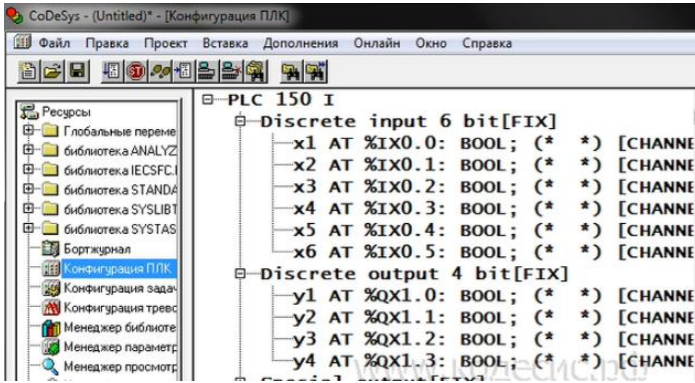 CoDeSys - (Untitled)* - [Конфигурация ПЛК]
Файл Правка Проект Вставка Дополнения Онлайн Окно Справка
Ресурсы
Глобальные переме
библиотека ANALYZ
библиотека IECSFC.l
библиотека STANDA
библиотека SYSLIBT
библиотека SYSTAS
Бортжурнал
Конфигурация ПЛК
Конфигурация задач
Конфигурация трево
Менеджер библиоте
Менеджер параметр
Менеджер просмотр
PLC 150 I
Discrete input 6 bit[FIX]
x1 AT %IX0.0: BOOL; (* *) [CHANNE
x2 AT %IX0.1: BOOL; (* *) [CHANNE
x3 AT %IX0.2: BOOL; (* *) [CHANNE
x4 AT %IX0.3: BOOL; (* *) [CHANNE
x5 AT %IX0.4: BOOL; (* *) [CHANNE
x6 AT %IX0.5: BOOL; (* *) [CHANNE
Discrete output 4 bit[FIX]
y1 AT %QX1.0: BOOL; (* *) [CHANNE
y2 AT %QX1.1: BOOL; (* *) [CHANNE
y3 AT %QX1.2: BOOL; (* *) [CHANNE
y4 AT %QX1.3: BOOL; (* *) [CHANNE
Special output[FIX]